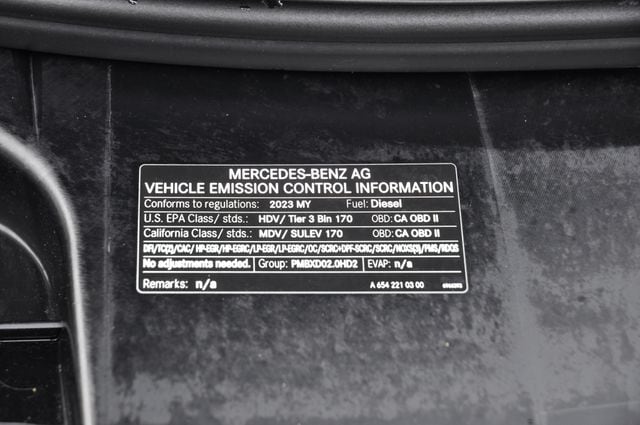 MERCEDES-BENZ AG
VEHICLE EMISSION CONTROL INFORMATION
Conforms to regulations: 2023 MY Fuel: Diesel
U.S. EPA Class/ stds.: HDV/ Tier 3 Bin 170 OBD: CA OBD II
California Class/ stds.: MDV/ SULEV 170 OBD: CA OBD II
DFI/TC(2)/CAC/ HP-EGR/HP-EGRC/LP-EGR/LP-EGRC/OC/SCRC+DPF-SCRC/SCRC/NOXS(3)/PMS/RDQS
No adjustments needed. Group: PMBXD02.0HD2 EVAP: n/a
Remarks: n/a A 654 221 03 00